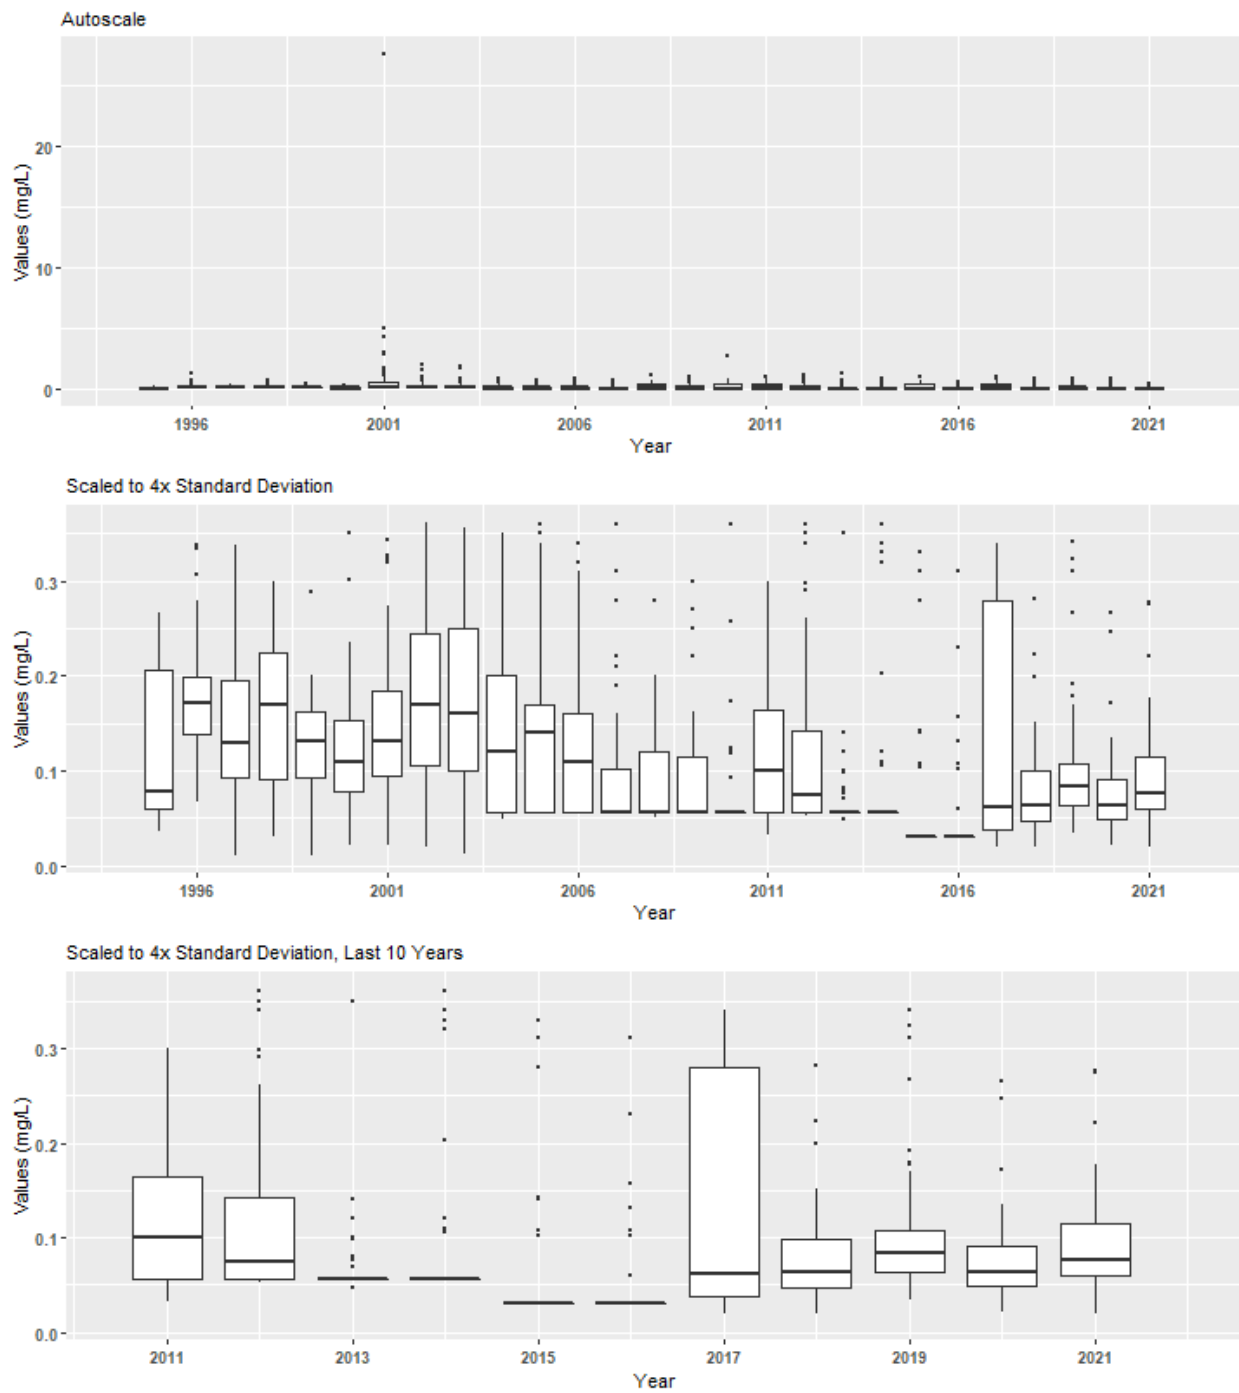 Autoscale
Values (mg/L)
20
10
0
1996 2001 2006 2011 2016 2021
Year
Scaled to 4x Standard Deviation
Values (mg/L)
0.3
0.2
0.1
0.0
1996 2001 2006 2011 2016 2021
Year
Scaled to 4x Standard Deviation, Last 10 Years
Values (mg/L)
0.3
0.2
0.1
0.0
2011 2013 2015 2017 2019 2021
Year